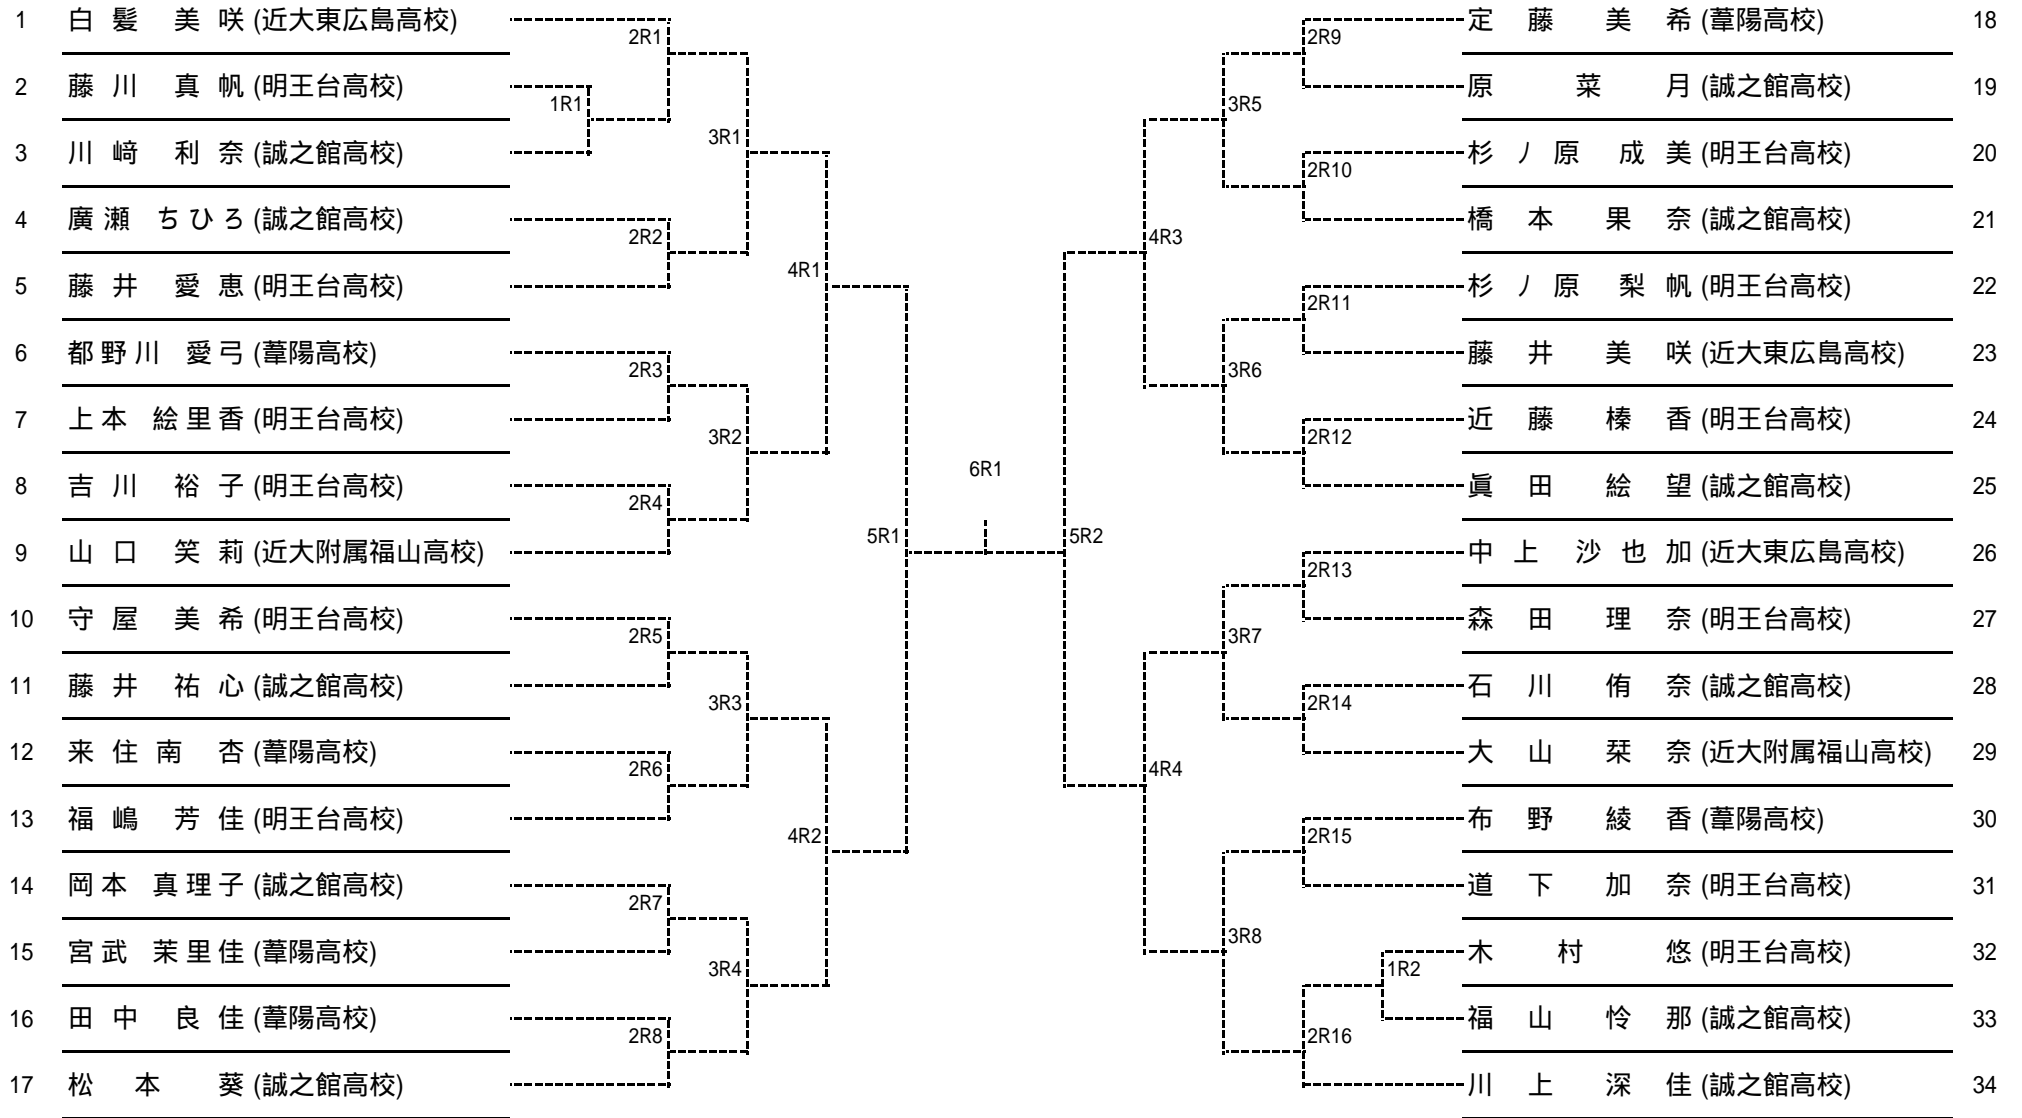 1 白髪 美咲 (近大東広島高校)
2 藤川 真帆 (明王台高校)
3 川﨑 利奈 (誠之館高校)
4 廣瀬 ちひろ (誠之館高校)
5 藤井 愛恵 (明王台高校)
6 都野川 愛弓 (葦陽高校)
7 上本 絵里香 (明王台高校)
8 吉川 裕子 (明王台高校)
9 山口 笑莉 (近大附属福山高校)
10 守屋 美希 (明王台高校)
11 藤井 祐心 (誠之館高校)
12 来住南 杏 (葦陽高校)
13 福嶋 芳佳 (明王台高校)
14 岡本 真理子 (誠之館高校)
15 宮武 茉里佳 (葦陽高校)
16 田中 良佳 (葦陽高校)
17 松本 葵 (誠之館高校)
1R1
2R1
2R2
2R3
2R4
2R5
2R6
2R7
2R8
3R1
3R2
3R3
3R4
4R1
4R2
5R1
6R1
5R2
4R3
4R4
3R5
3R6
3R7
3R8
2R9
2R10
2R11
2R12
2R13
2R14
2R15
2R16
1R2
定藤 美希 (葦陽高校) 18
原 菜月 (誠之館高校) 19
杉ノ原 成美 (明王台高校) 20
橋本 果奈 (誠之館高校) 21
杉ノ原 梨帆 (明王台高校) 22
藤井 美咲 (近大東広島高校) 23
近藤 榛香 (明王台高校) 24
眞田 絵望 (誠之館高校) 25
中上 沙也加 (近大東広島高校) 26
森田 理奈 (明王台高校) 27
石川 侑奈 (誠之館高校) 28
大山 栞奈 (近大附属福山高校) 29
布野 綾香 (葦陽高校) 30
道下 加奈 (明王台高校) 31
木村 悠 (明王台高校) 32
福山 怜那 (誠之館高校) 33
川上 深佳 (誠之館高校) 34